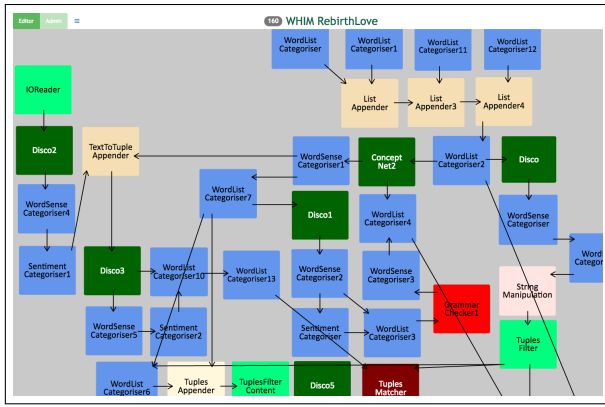 Editor Admin ≡ 160 WHIM RebirthLove
WordList
Categoriser
WordList
Categoriser1
WordList
Categoriser11
WordList
Categoriser12
IOReader
List
Appender
List
Appender3
List
Appender4
Disco2
TextToTuple
Appender
WordSense
Categoriser1
Concept
Net2
WordList
Categoriser2
Disco
WordSense
Categoriser4
WordList
Categoriser7
Disco1
WordList
Categoriser4
WordSense
Categoriser
Sentiment
Categoriser1
Disco3
WordList
Categoriser10
WordList
Categoriser13
WordSense
Categoriser2
WordSense
Categoriser3
String
Manipulation
WordSense
Categoriser5
Sentiment
Categoriser2
Sentiment
Categoriser
WordList
Categoriser3
Grammar
Checker1
Tuples
Filter
WordList
Categoriser6
Tuples
Appender
TuplesFilter
Content
Disco5
Tuples
Matcher